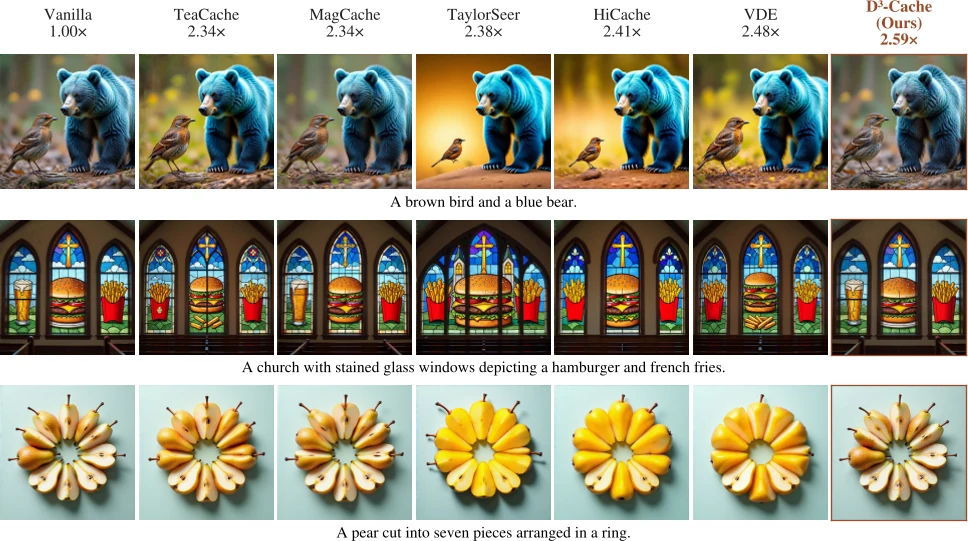 Vanilla
1.00×
TeaCache
2.34×
MagCache
2.34×
TaylorSeer
2.38×
HiCache
2.41×
VDE
2.48×
D³-Cache
(Ours)
2.59×
A brown bird and a blue bear.
A church with stained glass windows depicting a hamburger and french fries.
A pear cut into seven pieces arranged in a ring.